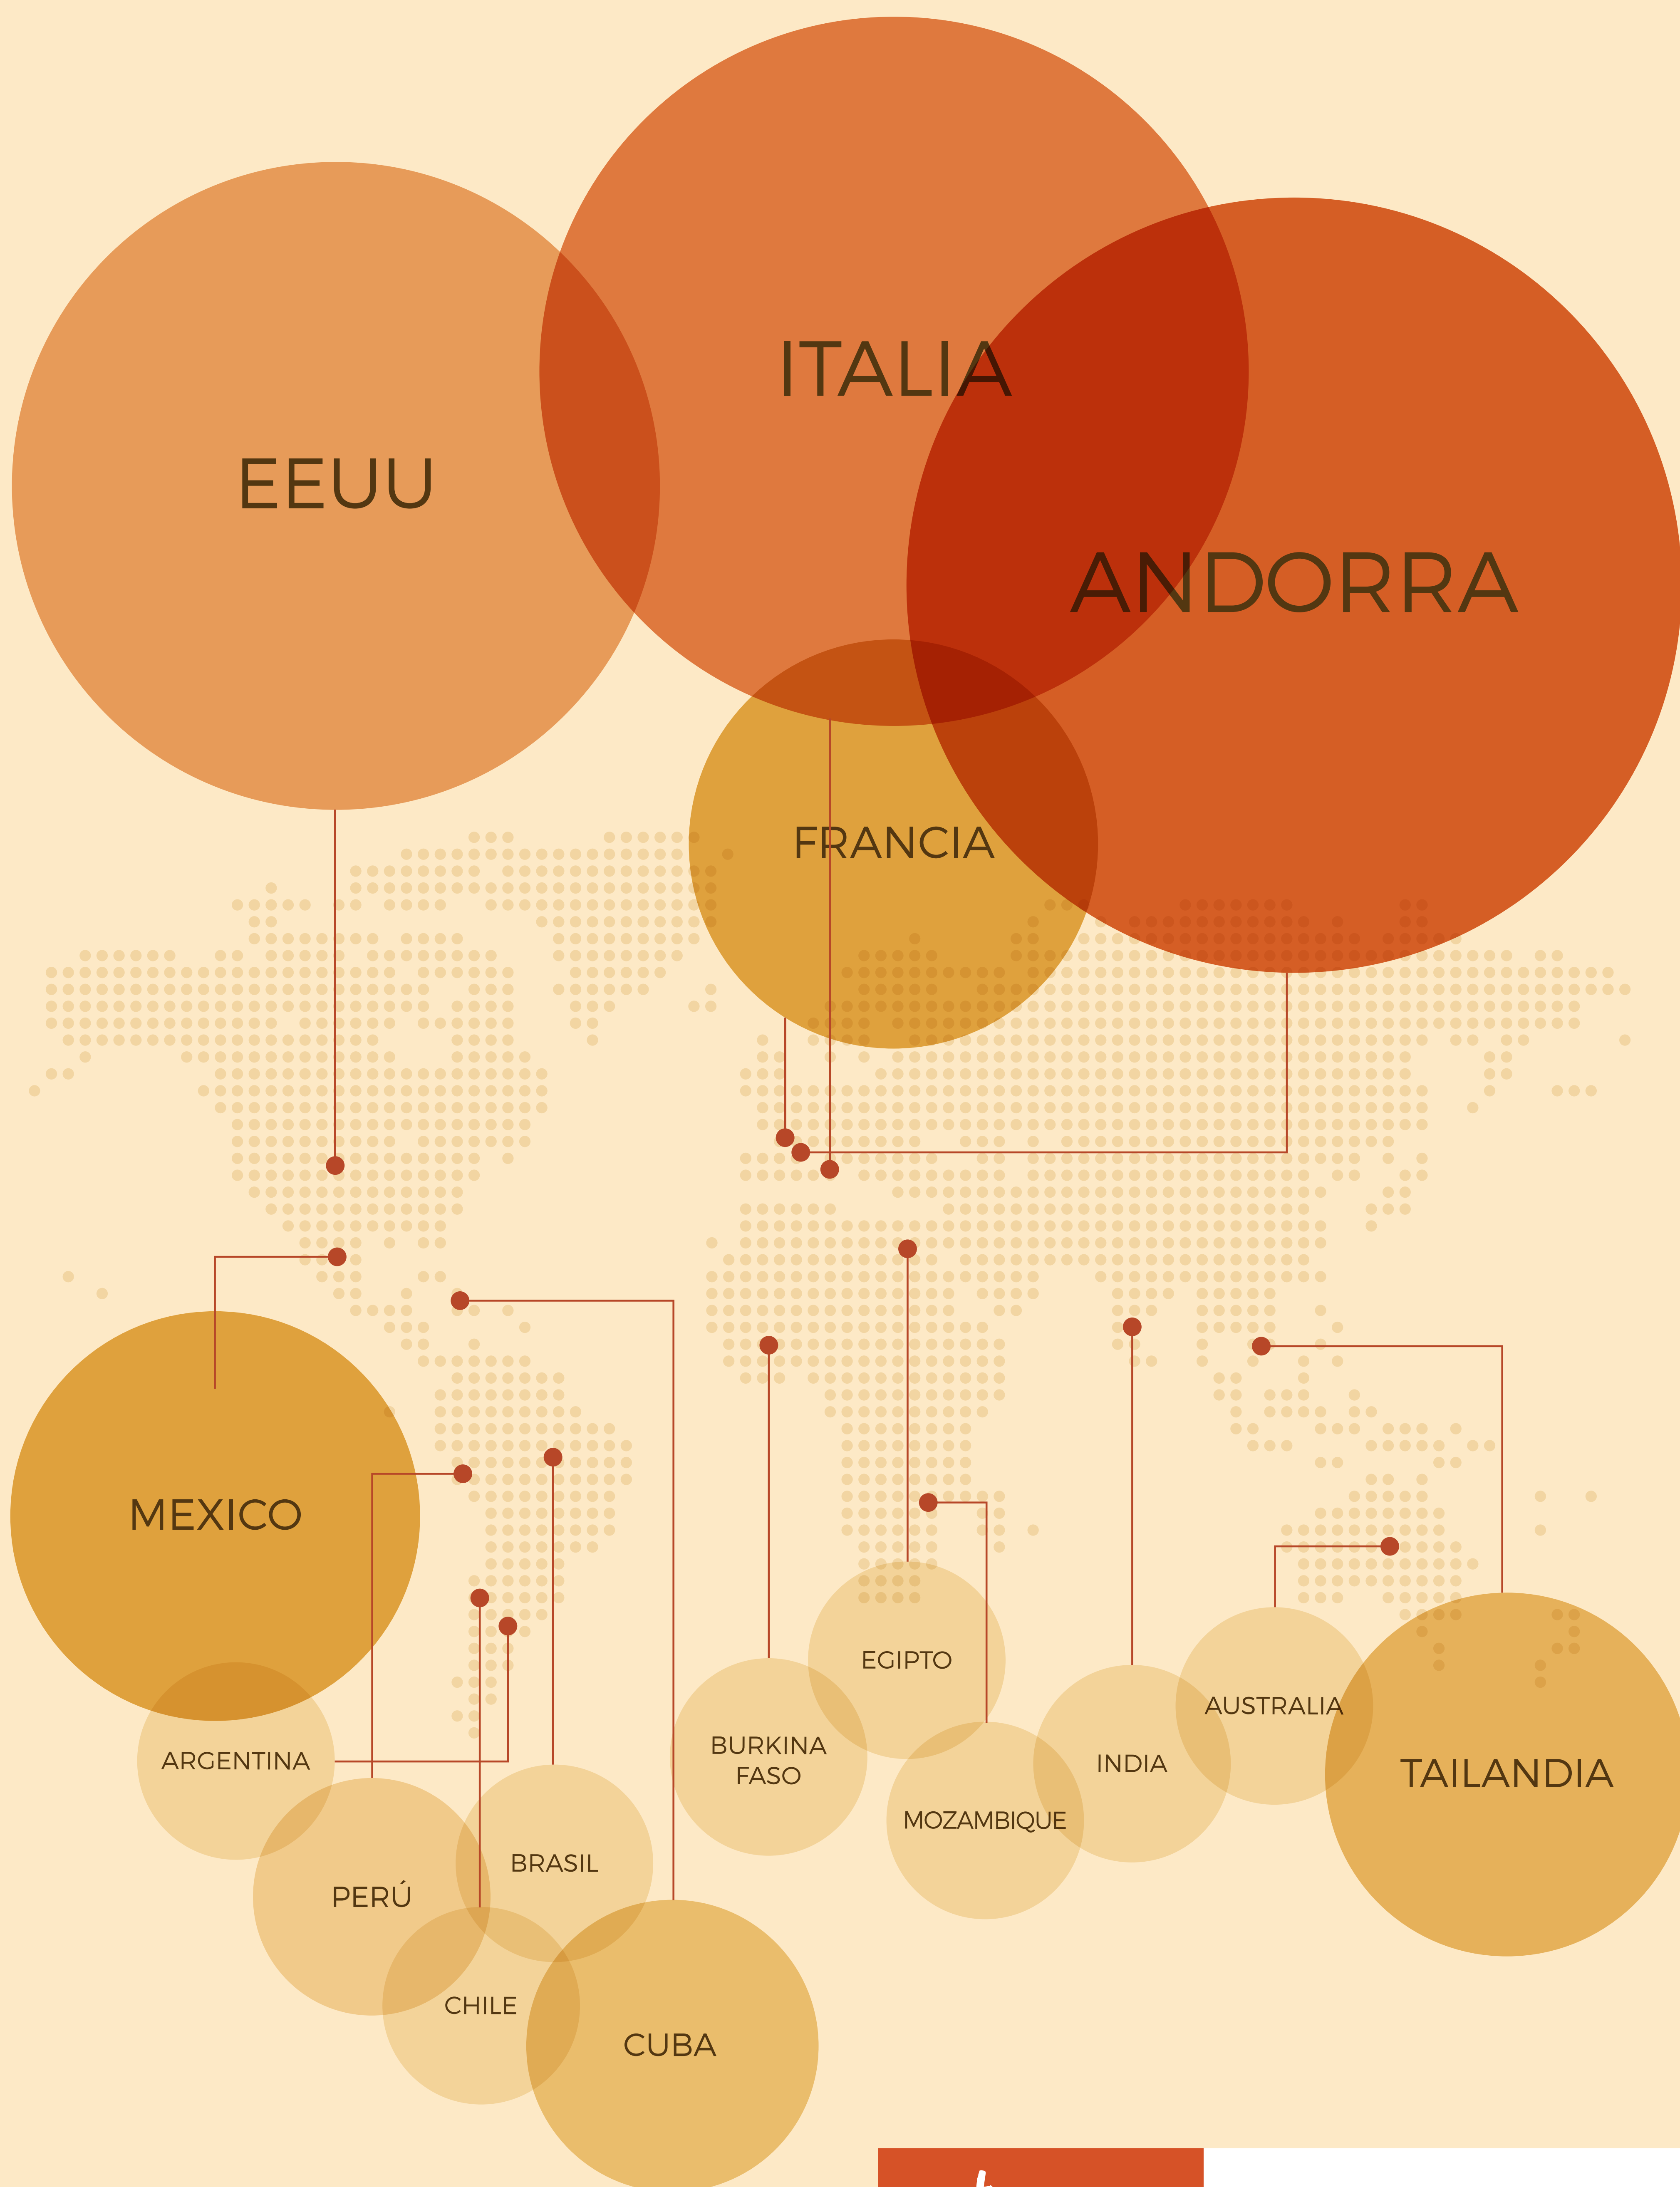 ITALIA
EEUU
ANDORRA
FRANCIA
MEXICO
EGIPTO
AUSTRALIA
BURKINA
FASO
ARGENTINA
INDIA
TAILANDIA
MOZAMBIQUE
BRASIL
PERÚ
CHILE
CUBA